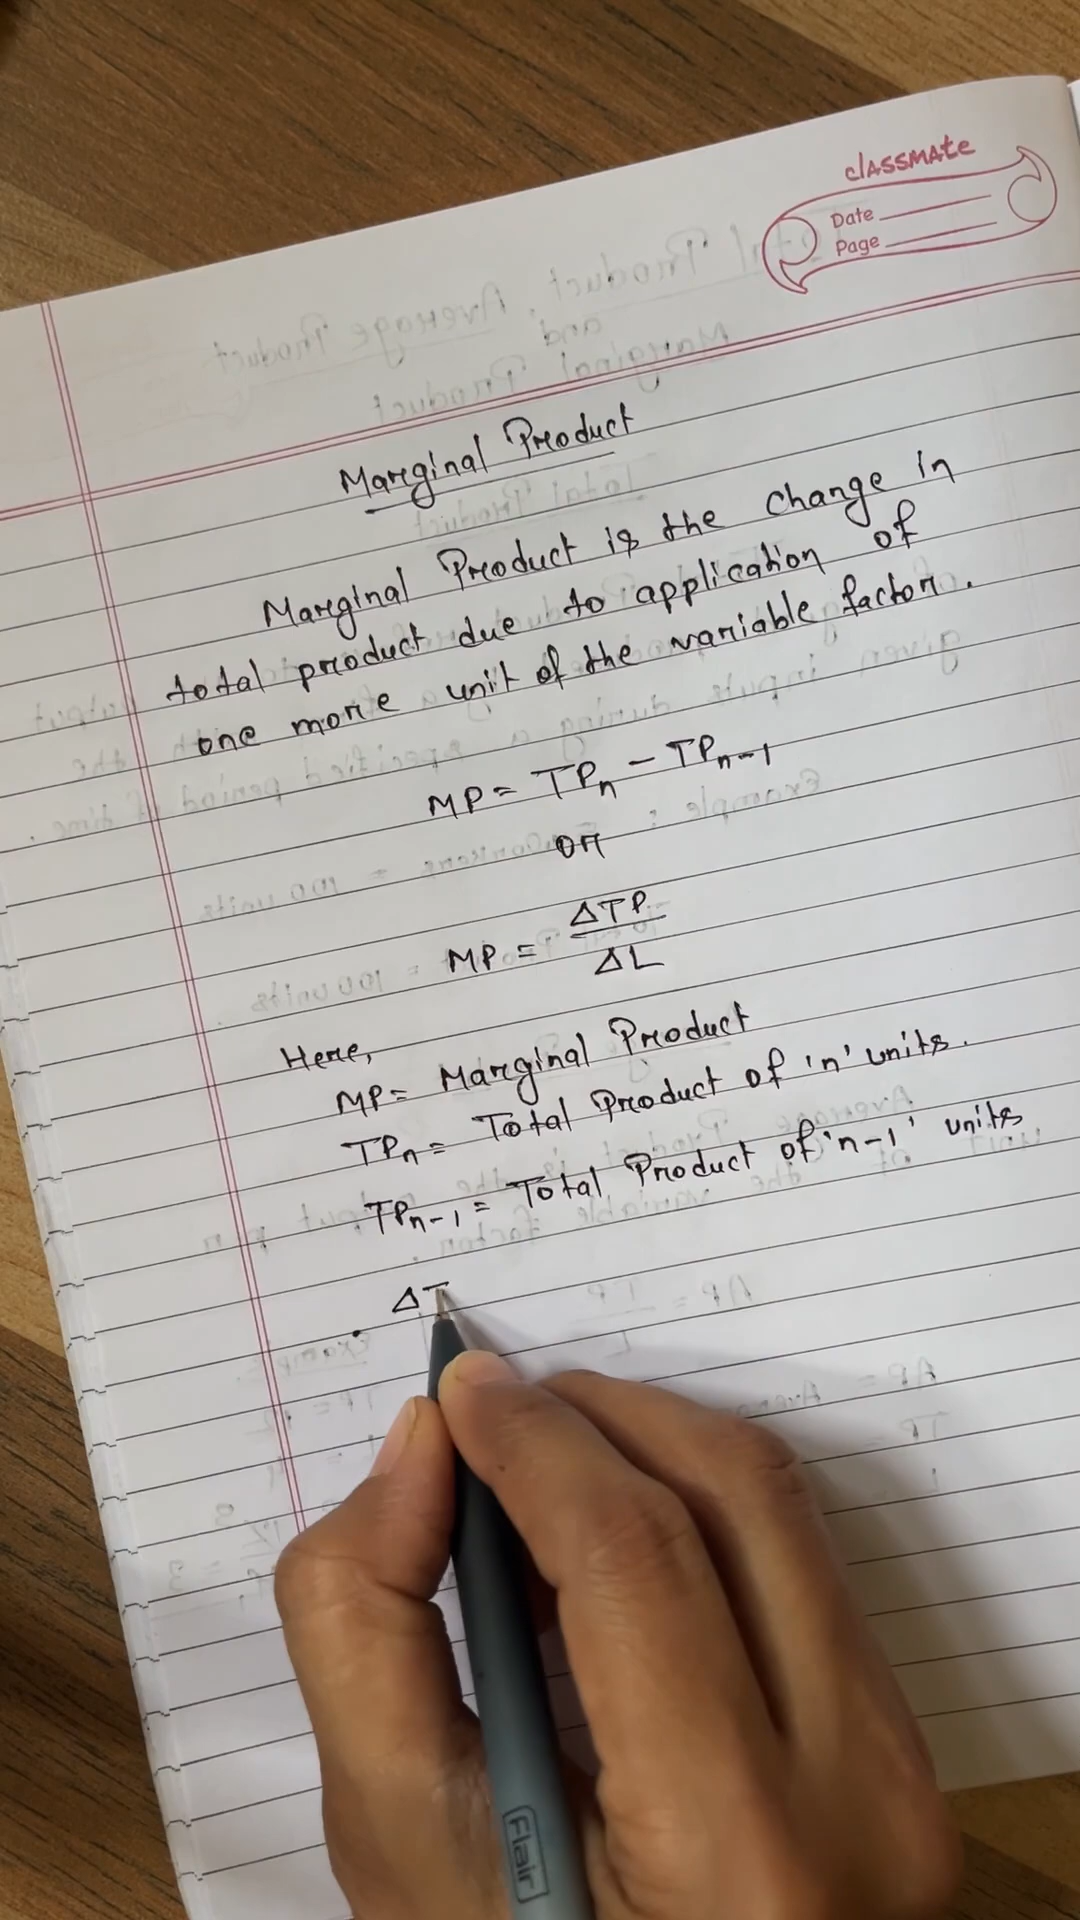 classmate
Date
Page
Marginal Product
Marginal Product is the change in
total product due to application of
one more unit of the variable factor.
MP = TPn - TPn-1
or
MP = ΔTP
ΔL
Here,
MP = Marginal Product
TPn = Total Product of 'n' units.
TPn-1 = Total Product of 'n-1' units
ΔT
Flair